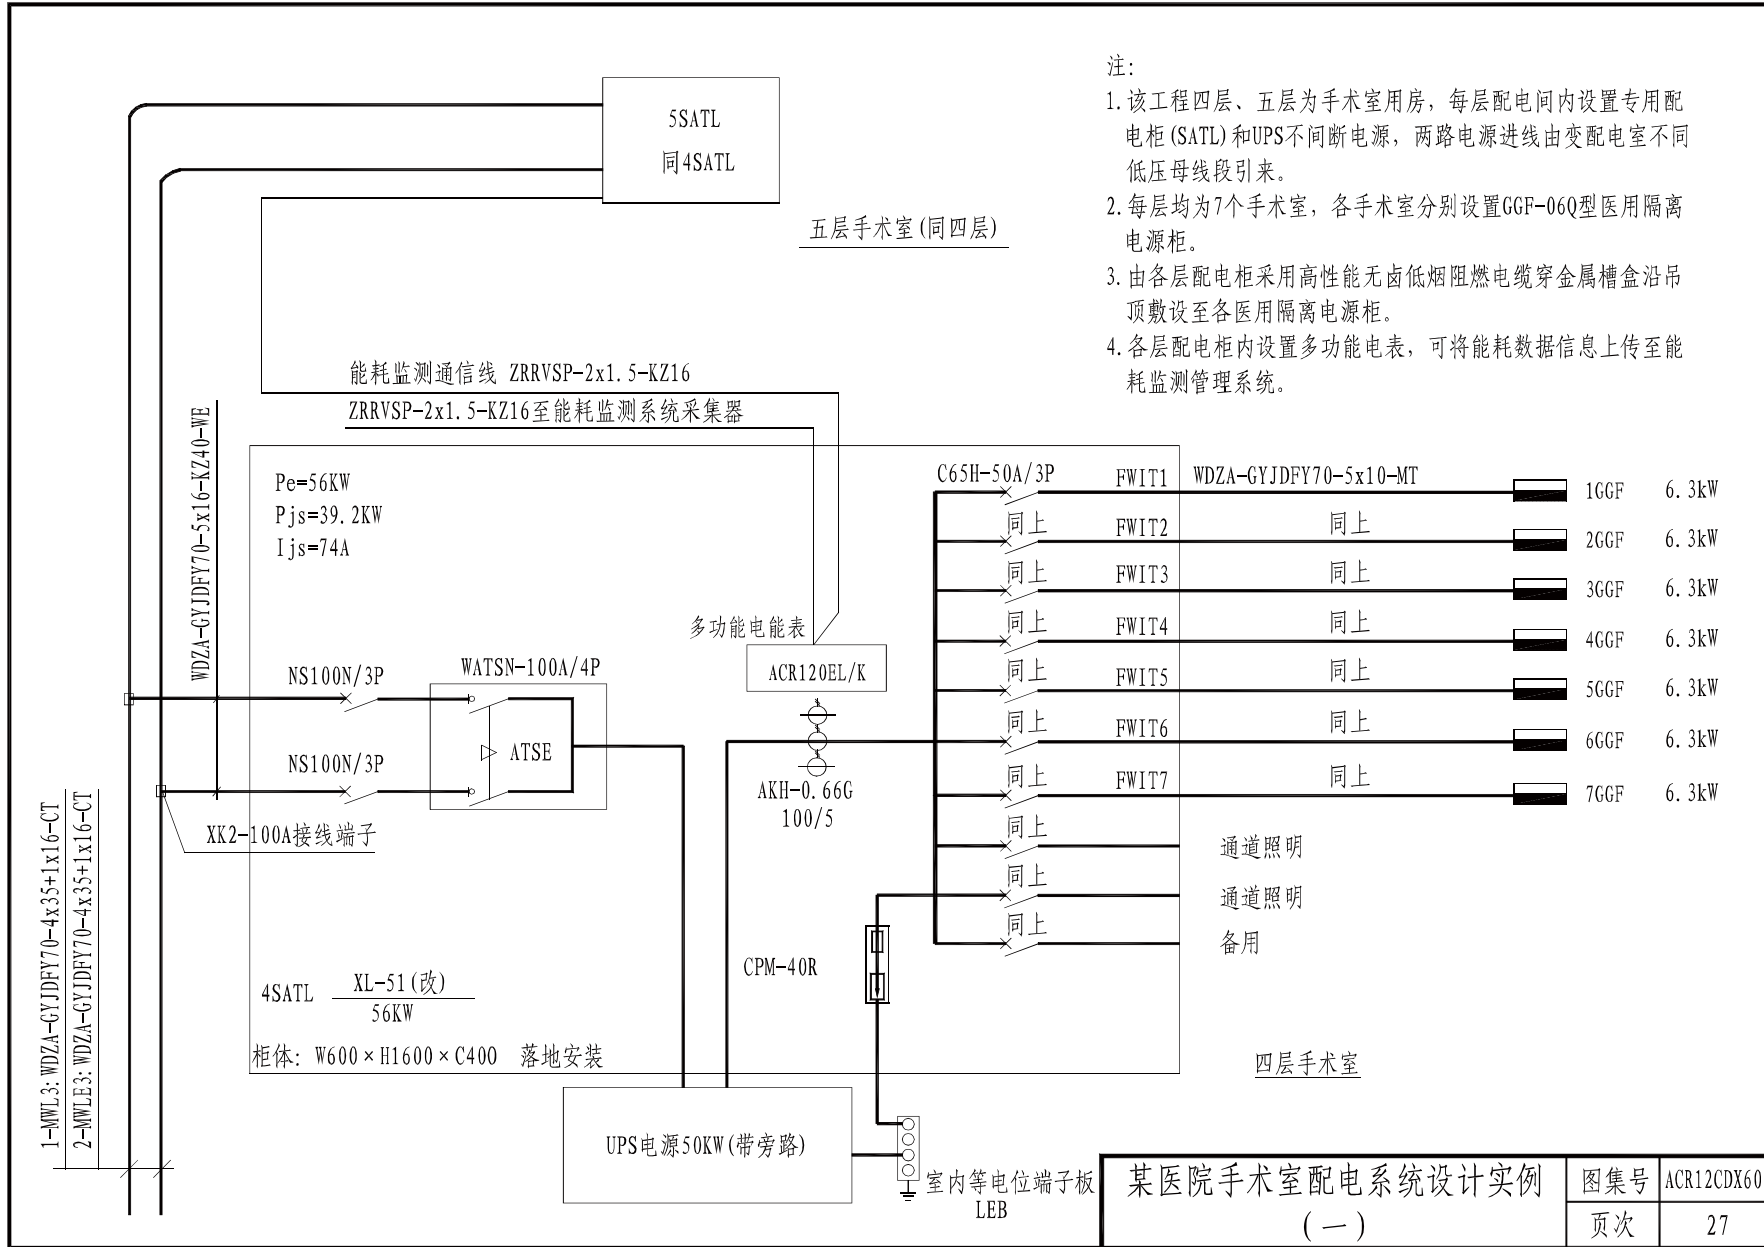 5SATL
同4SATL
五层手术室(同四层)
注:
1.该工程四层、五层为手术室用房，每层配电间内设置专用配
电柜(SATL)和UPS不间断电源，两路电源进线由变配电室不同
低压母线段引来。
2.每层均为7个手术室，各手术室分别设置GGF-06Q型医用隔离
电源柜。
3.由各层配电柜采用高性能无卤低烟阻燃电缆穿金属槽盒沿吊
顶敷设至各医用隔离电源柜。
4.各层配电柜内设置多功能电表，可将能耗数据信息上传至能
耗监测管理系统。
能耗监测通信线 ZRRVSP-2x1.5-KZ16
ZRRVSP-2x1.5-KZ16至能耗监测系统采集器
WDZA-GYJDFY70-5x16-KZ40-WE
Pe=56KW
Pjs=39.2KW
Ijs=74A
C65H-50A/3P FWIT1 WDZA-GYJDFY70-5x10-MT 1GGF 6.3kW
同上 FWIT2 同上 2GGF 6.3kW
同上 FWIT3 同上 3GGF 6.3kW
同上 FWIT4 同上 4GGF 6.3kW
同上 FWIT5 同上 5GGF 6.3kW
同上 FWIT6 同上 6GGF 6.3kW
同上 FWIT7 同上 7GGF 6.3kW
同上 通道照明
同上 通道照明
同上 备用
多功能电能表
ACR120EL/K
NS100N/3P
WATSN-100A/4P
ATSE
NS100N/3P
AKH-0.66G
100/5
XK2-100A接线端子
1-MWL3:WDZA-GYJDFY70-4x35+1x16-CT
2-MWLE3:WDZA-GYJDFY70-4x35+1x16-CT
CPM-40R
4SATL XL-51(改)
56KW
柜体: W600×H1600×C400 落地安装
四层手术室
UPS电源50KW(带旁路)
室内等电位端子板
LEB
某医院手术室配电系统设计实例
(一)
图集号 ACR12CDX60
页次 27